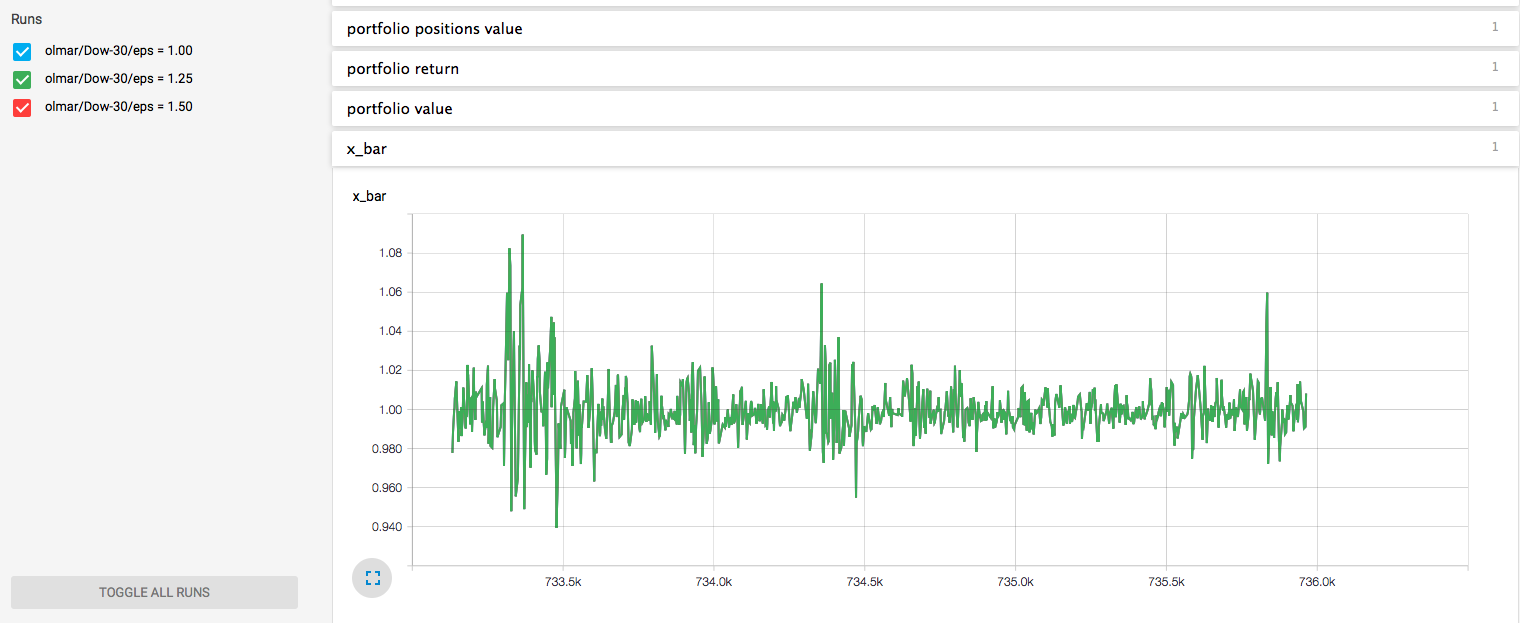 Runs
olmar/Dow-30/eps = 1.00
olmar/Dow-30/eps = 1.25
olmar/Dow-30/eps = 1.50
TOGGLE ALL RUNS
portfolio positions value 1
portfolio return 1
portfolio value 1
x_bar 1
x_bar
1.08
1.06
1.04
1.02
1.00
0.980
0.960
0.940
733.5k 734.0k 734.5k 735.0k 735.5k 736.0k